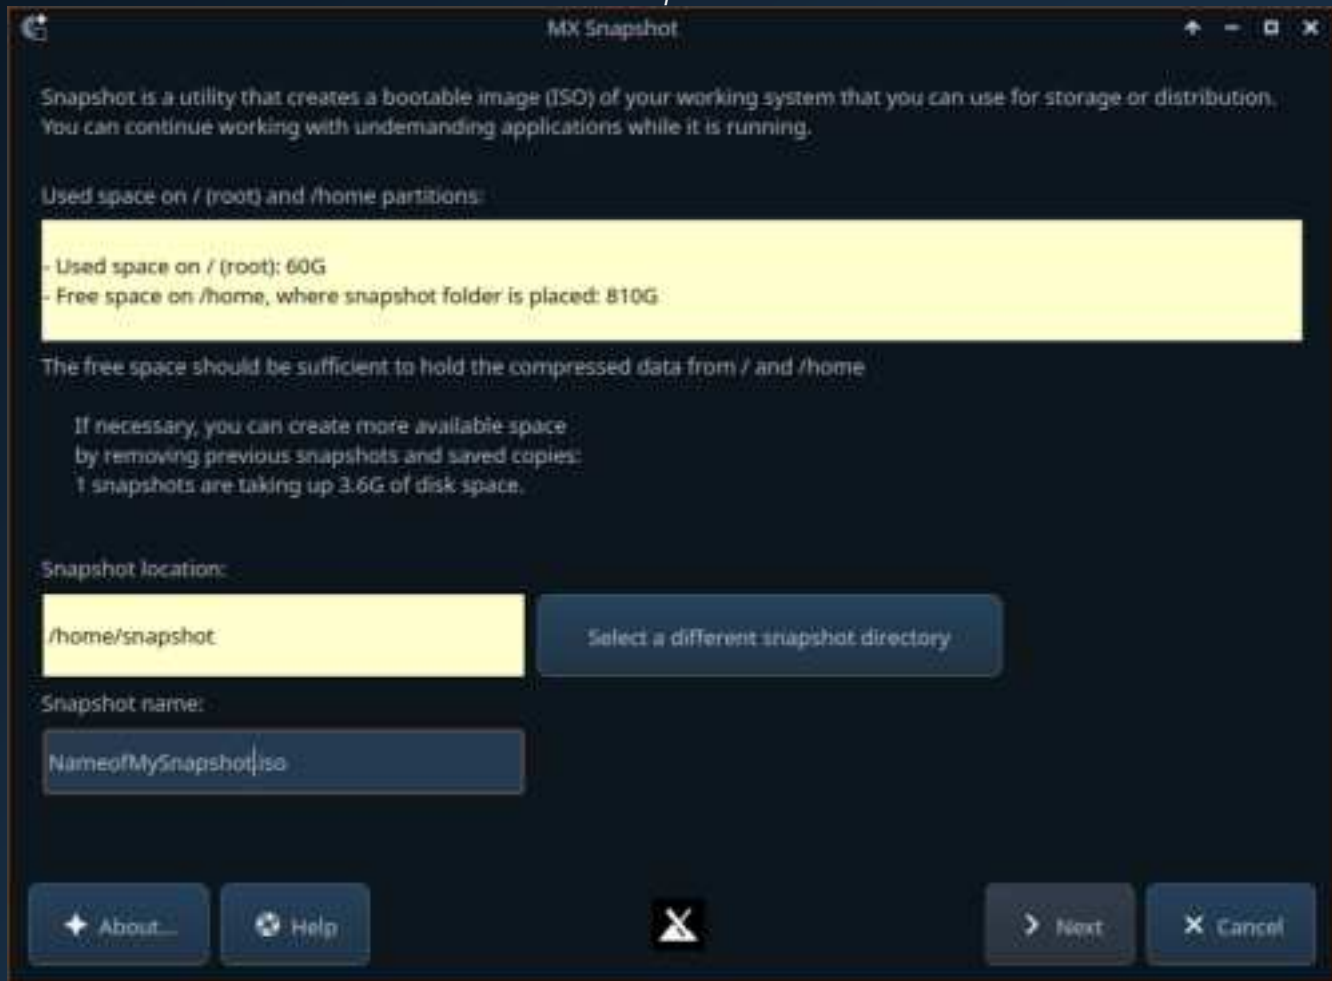 MX Snapshot
Snapshot is a utility that creates a bootable image (ISO) of your working system that you can use for storage or distribution.
You can continue working with undemanding applications while it is running.
Used space on / (root) and /home partitions:
- Used space on / (root): 60G
- Free space on /home, where snapshot folder is placed: 810G
The free space should be sufficient to hold the compressed data from / and /home
If necessary, you can create more available space
by removing previous snapshots and saved copies:
1 snapshots are taking up 3.6G of disk space.
Snapshot location:
/home/snapshot
Select a different snapshot directory
Snapshot name:
NameofMySnapshot.iso
About...
Help
Next
Cancel